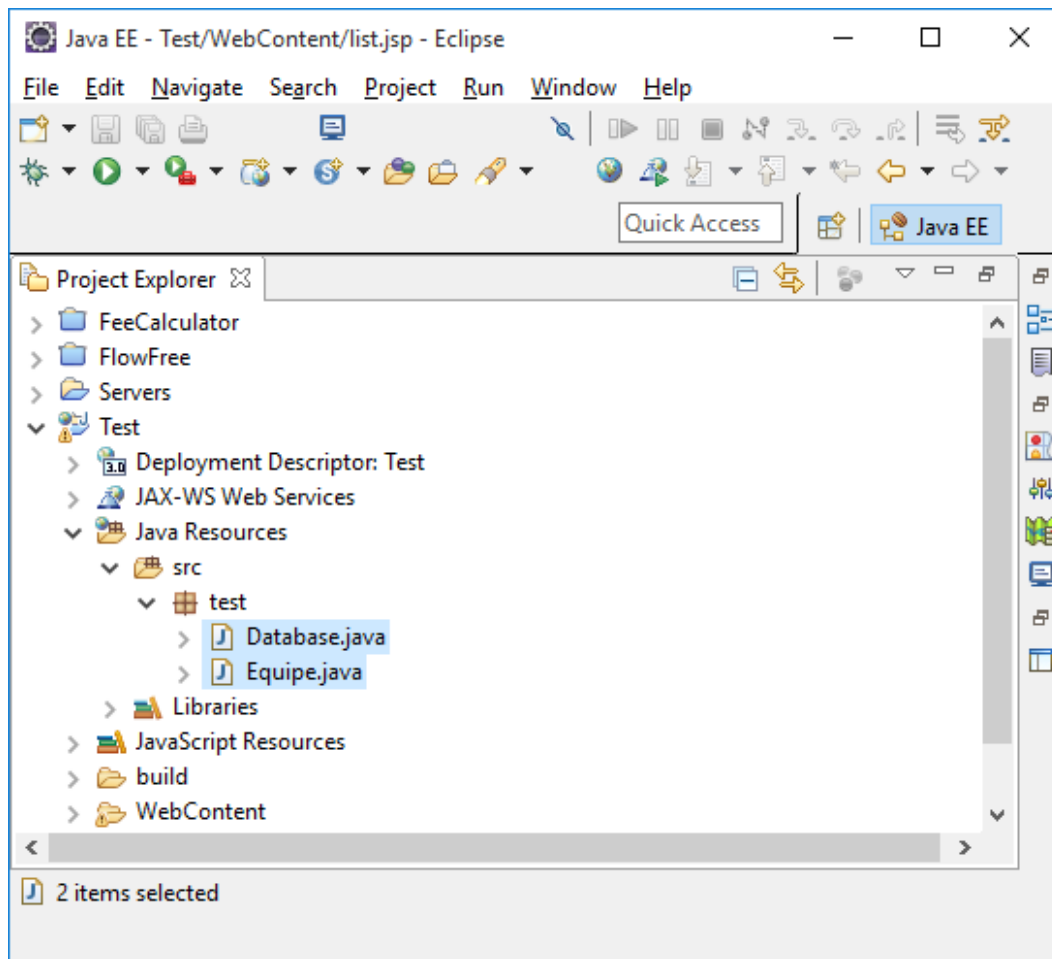 Java EE - Test/WebContent/list.jsp - Eclipse
File Edit Navigate Search Project Run Window Help
Quick Access Java EE
Project Explorer
FeeCalculator
FlowFree
Servers
Test
3.0 Deployment Descriptor: Test
JAX-WS Web Services
Java Resources
src
test
J Database.java
J Equipe.java
Libraries
JavaScript Resources
build
WebContent
J 2 items selected